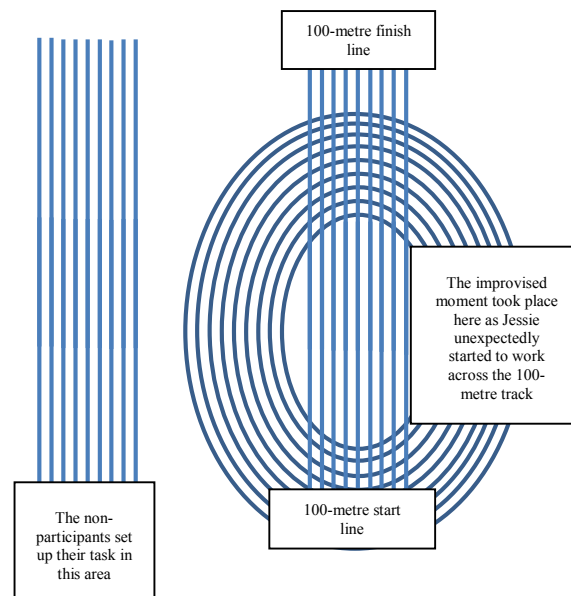 100-metre finish
line
The improvised
moment took place
here as Jessie
unexpectedly
started to work
across the 100-
metre track
100-metre start
line
The non-
participants set
up their task in
this area